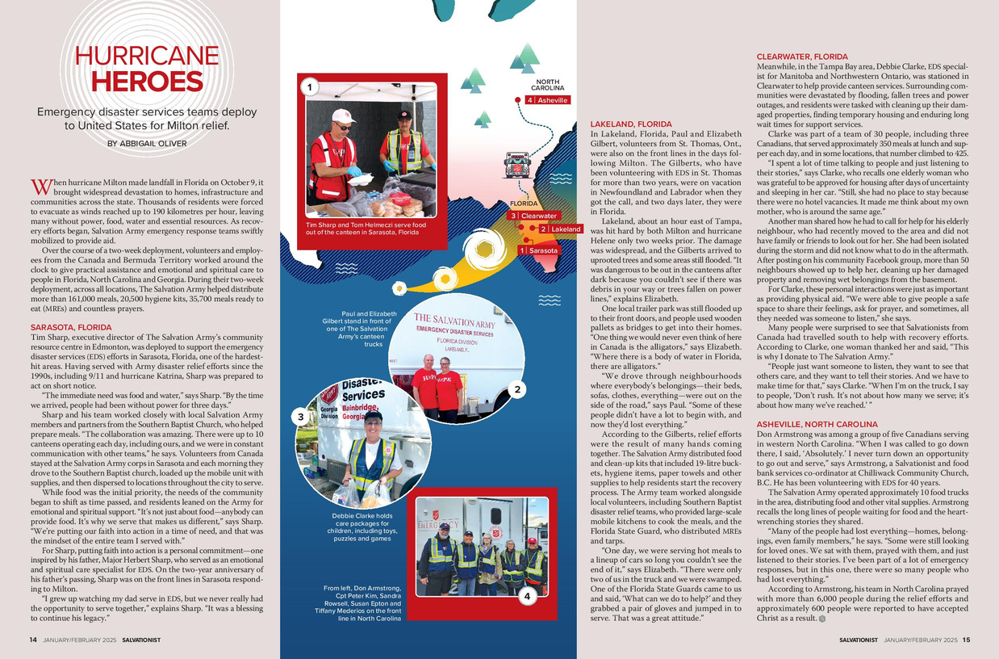 HURRICANE
HEROES
Emergency disaster services teams deploy
to United States for Milton relief.
BY ABBIGAIL OLIVER
When hurricane Milton made landfall in Florida on October 9, it
brought widespread devastation to homes, infrastructure and
communities across the state. Thousands of residents were forced
to evacuate as winds reached up to 190 kilometres per hour, leaving
many without power, food, water and essential resources. As recov-
ery efforts began, Salvation Army emergency response teams swiftly
mobilized to provide aid.
Over the course of a two-week deployment, volunteers and employ-
ees from the Canada and Bermuda Territory worked around the
clock to give practical assistance and emotional and spiritual care to
people in Florida, North Carolina and Georgia. During their two-week
deployment, across all locations, The Salvation Army helped distribute
more than 161,000 meals, 20,500 hygiene kits, 35,700 meals ready to
eat (MREs) and countless prayers.
SARASOTA, FLORIDA
Tim Sharp, executive director of The Salvation Army's community
resource centre in Edmonton, was deployed to support the emergency
disaster services (EDS) efforts in Sarasota, Florida, one of the hardest-
hit areas. Having served with Army disaster relief efforts since the
1990s, including 9/11 and hurricane Katrina, Sharp was prepared to
act on short notice.
"The immediate need was food and water," says Sharp. "By the time
we arrived, people had been without power for three days."
Sharp and his team worked closely with local Salvation Army
members and partners from the Southern Baptist Church, who helped
prepare meals. "The collaboration was amazing. There were up to 10
canteens operating each day, including ours, and we were in constant
communication with other teams," he says. Volunteers from Canada
stayed at the Salvation Army corps in Sarasota and each morning they
drove to the Southern Baptist church, loaded up the mobile unit with
supplies, and then dispersed to locations throughout the city to serve.
While food was the initial priority, the needs of the community
began to shift as time passed, and residents leaned on the Army for
emotional and spiritual support. "It's not just about food—anybody can
provide food. It's why we serve that makes us different," says Sharp.
"We're putting our faith into action in a time of need, and that was
the mindset of the entire team I served with."
For Sharp, putting faith into action is a personal commitment—one
inspired by his father, Major Herbert Sharp, who served as an emotional
and spiritual care specialist for EDS. On the two-year anniversary of
his father's passing, Sharp was on the front lines in Sarasota respond-
ing to Milton.
"I grew up watching my dad serve in EDS, but we never really had
the opportunity to serve together," explains Sharp. "It was a blessing
to continue his legacy."
14 JANUARY/FEBRUARY 2025 SALVATIONIST
1
Tim Sharp and Tom Helmeczi serve food
out of the canteen in Sarasota, Florida
NORTH
CAROLINA
4 | Asheville
FLORIDA
3 | Clearwater
2 | Lakeland
1 | Sarasota
Paul and Elizabeth
Gilbert stand in front of
one of The Salvation
Army's canteen
trucks
THE SALVATION ARMY
EMERGENCY DISASTER SERVICES
FLORIDA DIVISION
LAKELAND, FL.
2
3
Disaster
Services
Georgia
Division
Bainbridge,
Georgia
Debbie Clarke holds
care packages for
children, including toys,
puzzles and games
From left, Don Armstrong,
Cpt Peter Kim, Sandra
Rowsell, Susan Epton and
Tiffany Mederios on the front
line in North Carolina
4
LAKELAND, FLORIDA
In Lakeland, Florida, Paul and Elizabeth
Gilbert, volunteers from St. Thomas, Ont.,
were also on the front lines in the days fol-
lowing Milton. The Gilberts, who have
been volunteering with EDS in St. Thomas
for more than two years, were on vacation
in Newfoundland and Labrador when they
got the call, and two days later, they were
in Florida.
Lakeland, about an hour east of Tampa,
was hit hard by both Milton and hurricane
Helene only two weeks prior. The damage
was widespread, and the Gilberts arrived to
uprooted trees and some areas still flooded. "It
was dangerous to be out in the canteens after
dark because you couldn't see if there was
debris in your way or trees fallen on power
lines," explains Elizabeth.
One local trailer park was still flooded up
to their front doors, and people used wooden
pallets as bridges to get into their homes.
"One thing we would never even think of here
in Canada is the alligators," says Elizabeth.
"Where there is a body of water in Florida,
there are alligators."
"We drove through neighbourhoods
where everybody's belongings—their beds,
sofas, clothes, everything—were out on the
side of the road," says Paul. "Some of these
people didn't have a lot to begin with, and
now they'd lost everything."
According to the Gilberts, relief efforts
were the result of many hands coming
together. The Salvation Army distributed food
and clean-up kits that included 19-litre buck-
ets, hygiene items, paper towels and other
supplies to help residents start the recovery
process. The Army team worked alongside
local volunteers, including Southern Baptist
disaster relief teams, who provided large-scale
mobile kitchens to cook the meals, and the
Florida State Guard, who distributed MREs
and tarps.
"One day, we were serving hot meals to
a lineup of cars so long you couldn't see the
end of it," says Elizabeth. "There were only
two of us in the truck and we were swamped.
One of the Florida State Guards came to us
and said, 'What can we do to help?' and they
grabbed a pair of gloves and jumped in to
serve. That was a great attitude."
CLEARWATER, FLORIDA
Meanwhile, in the Tampa Bay area, Debbie Clarke, EDS special-
ist for Manitoba and Northwestern Ontario, was stationed in
Clearwater to help provide canteen services. Surrounding com-
munities were devastated by flooding, fallen trees and power
outages, and residents were tasked with cleaning up their dam-
aged properties, finding temporary housing and enduring long
wait times for support services.
Clarke was part of a team of 30 people, including three
Canadians, that served approximately 350 meals at lunch and sup-
per each day, and in some locations, that number climbed to 425.
"I spent a lot of time talking to people and just listening to
their stories," says Clarke, who recalls one elderly woman who
was grateful to be approved for housing after days of uncertainty
and sleeping in her car. "Still, she had no place to stay because
there were no hotel vacancies. It made me think about my own
mother, who is around the same age."
Another man shared how he had to call for help for his elderly
neighbour, who had recently moved to the area and did not
have family or friends to look out for her. She had been isolated
during the storm and did not know what to do in the aftermath.
After posting on his community Facebook group, more than 50
neighbours showed up to help her, cleaning up her damaged
property and removing wet belongings from the basement.
For Clarke, these personal interactions were just as important
as providing physical aid. "We were able to give people a safe
space to share their feelings, ask for prayer, and sometimes, all
they needed was someone to listen," she says.
Many people were surprised to see that Salvationists from
Canada had travelled south to help with recovery efforts.
According to Clarke, one woman thanked her and said, "This
is why I donate to The Salvation Army."
"People just want someone to listen, they want to see that
others care, and they want to tell their stories. And we have to
make time for that," says Clarke. "When I'm on the truck, I say
to people, 'Don't rush. It's not about how many we serve; it's
about how many we've reached.' "
ASHEVILLE, NORTH CAROLINA
Don Armstrong was among a group of five Canadians serving
in western North Carolina. "When I was called to go down
there, I said, 'Absolutely.' I never turn down an opportunity
to go out and serve," says Armstrong, a Salvationist and food
bank services co-ordinator at Chilliwack Community Church,
B.C. He has been volunteering with EDS for 40 years.
The Salvation Army operated approximately 10 food trucks
in the area, distributing food and other vital supplies. Armstrong
recalls the long lines of people waiting for food and the heart-
wrenching stories they shared.
"Many of the people had lost everything—homes, belong-
ings, even family members," he says. "Some were still looking
for loved ones. We sat with them, prayed with them, and just
listened to their stories. I've been part of a lot of emergency
responses, but in this one, there were so many people who
had lost everything."
According to Armstrong, his team in North Carolina prayed
with more than 6,000 people during the relief efforts and
approximately 600 people were reported to have accepted
Christ as a result.
SALVATIONIST JANUARY/FEBRUARY 2025 15